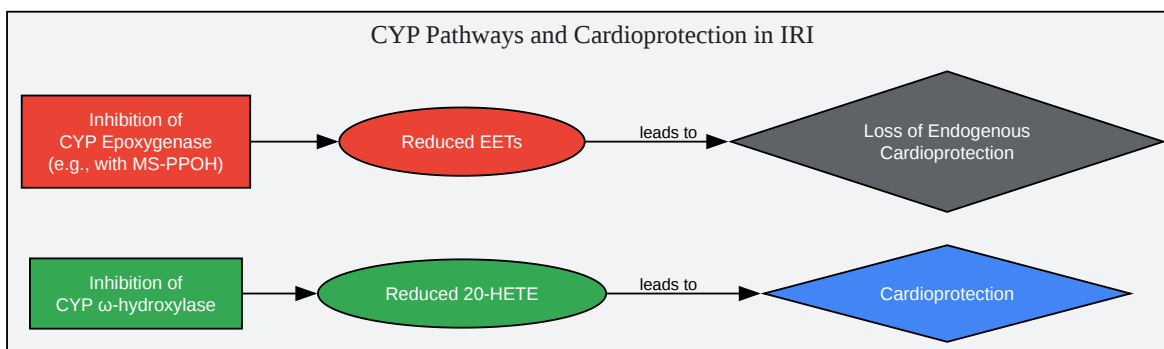 CYP Pathways and Cardioprotection in IRI
Inhibition of
CYP Epoxygenase
(e.g., with MS-PPOH)
Reduced EETs
leads to
Loss of Endogenous
Cardioprotection
Inhibition of
CYP ω-hydroxylase
Reduced 20-HETE
leads to
Cardioprotection